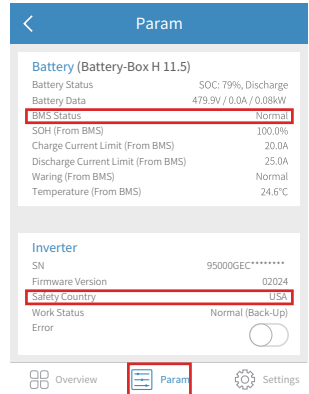 Param
Battery (Battery-Box H 11.5)
Battery Status SOC: 79%, Discharge
Battery Data 479.9V / 0.0A / 0.08kW
BMS Status Normal
SOH (From BMS) 100.0%
Charge Current Limit (From BMS) 20.0A
Discharge Current Limit (From BMS) 25.0A
Waring (From BMS) Normal
Temperature (From BMS) 24.6°C
Inverter
SN 95000GEC********
Firmware Version 02024
Safety Country USA
Work Status Normal (Back-Up)
Error
Overview Param Settings